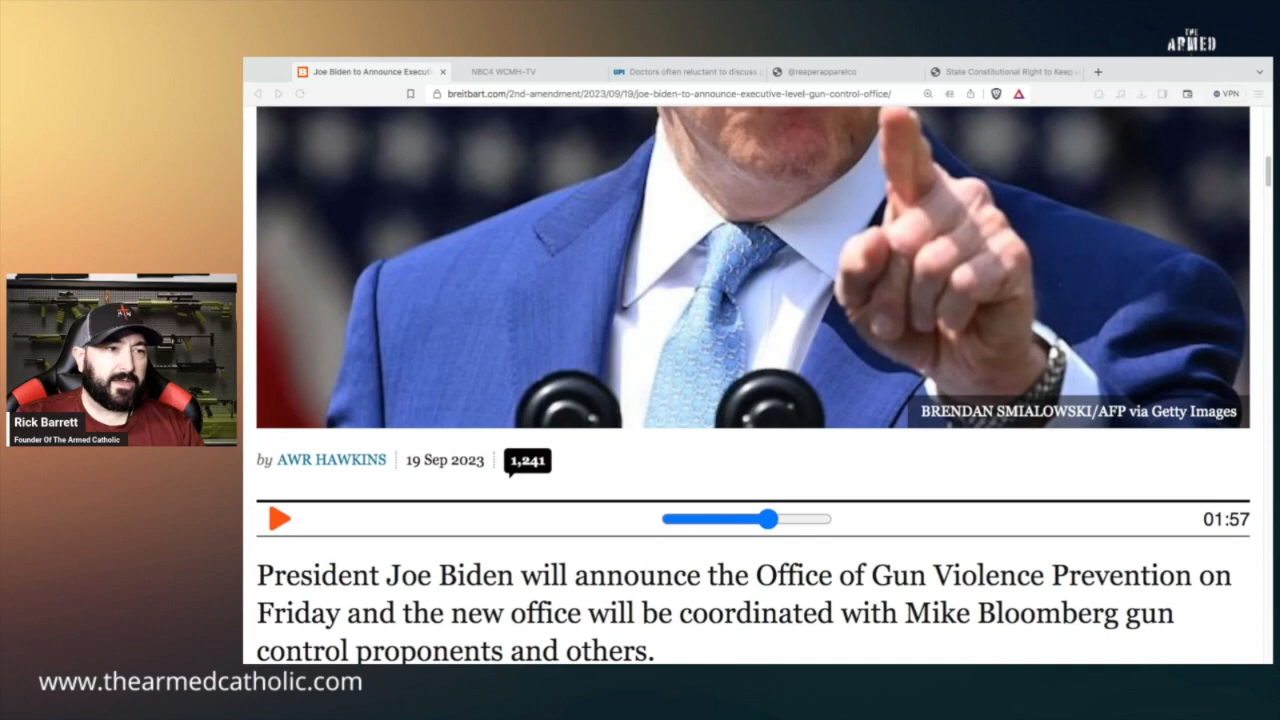 THE
ARMED
Joe Biden to Announce Executi
NBC4 WCMH-TV
UPI Doctors often reluctant to discuss
@reaperapparelco
State Constitutional Right to Keep
breitbart.com/2nd-amendment/2023/09/19/joe-biden-to-announce-executive-level-gun-control-office/
VPN
BRENDAN SMIALOWSKI/AFP via Getty Images
Rick Barrett
Founder Of The Armed Catholic
by AWR HAWKINS 19 Sep 2023 1,241
01:57
President Joe Biden will announce the Office of Gun Violence Prevention on
Friday and the new office will be coordinated with Mike Bloomberg gun
control proponents and others.
www.thearmedcatholic.com